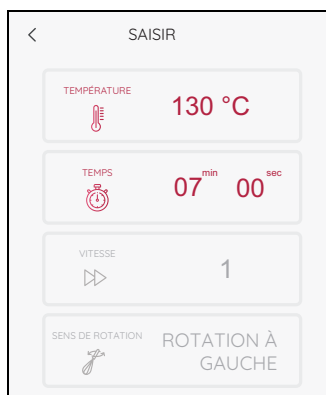 SAISIR
TEMPÉRATURE
130 °C
TEMPS
07 min 00 sec
VITESSE
1
SENS DE ROTATION
ROTATION À
GAUCHE